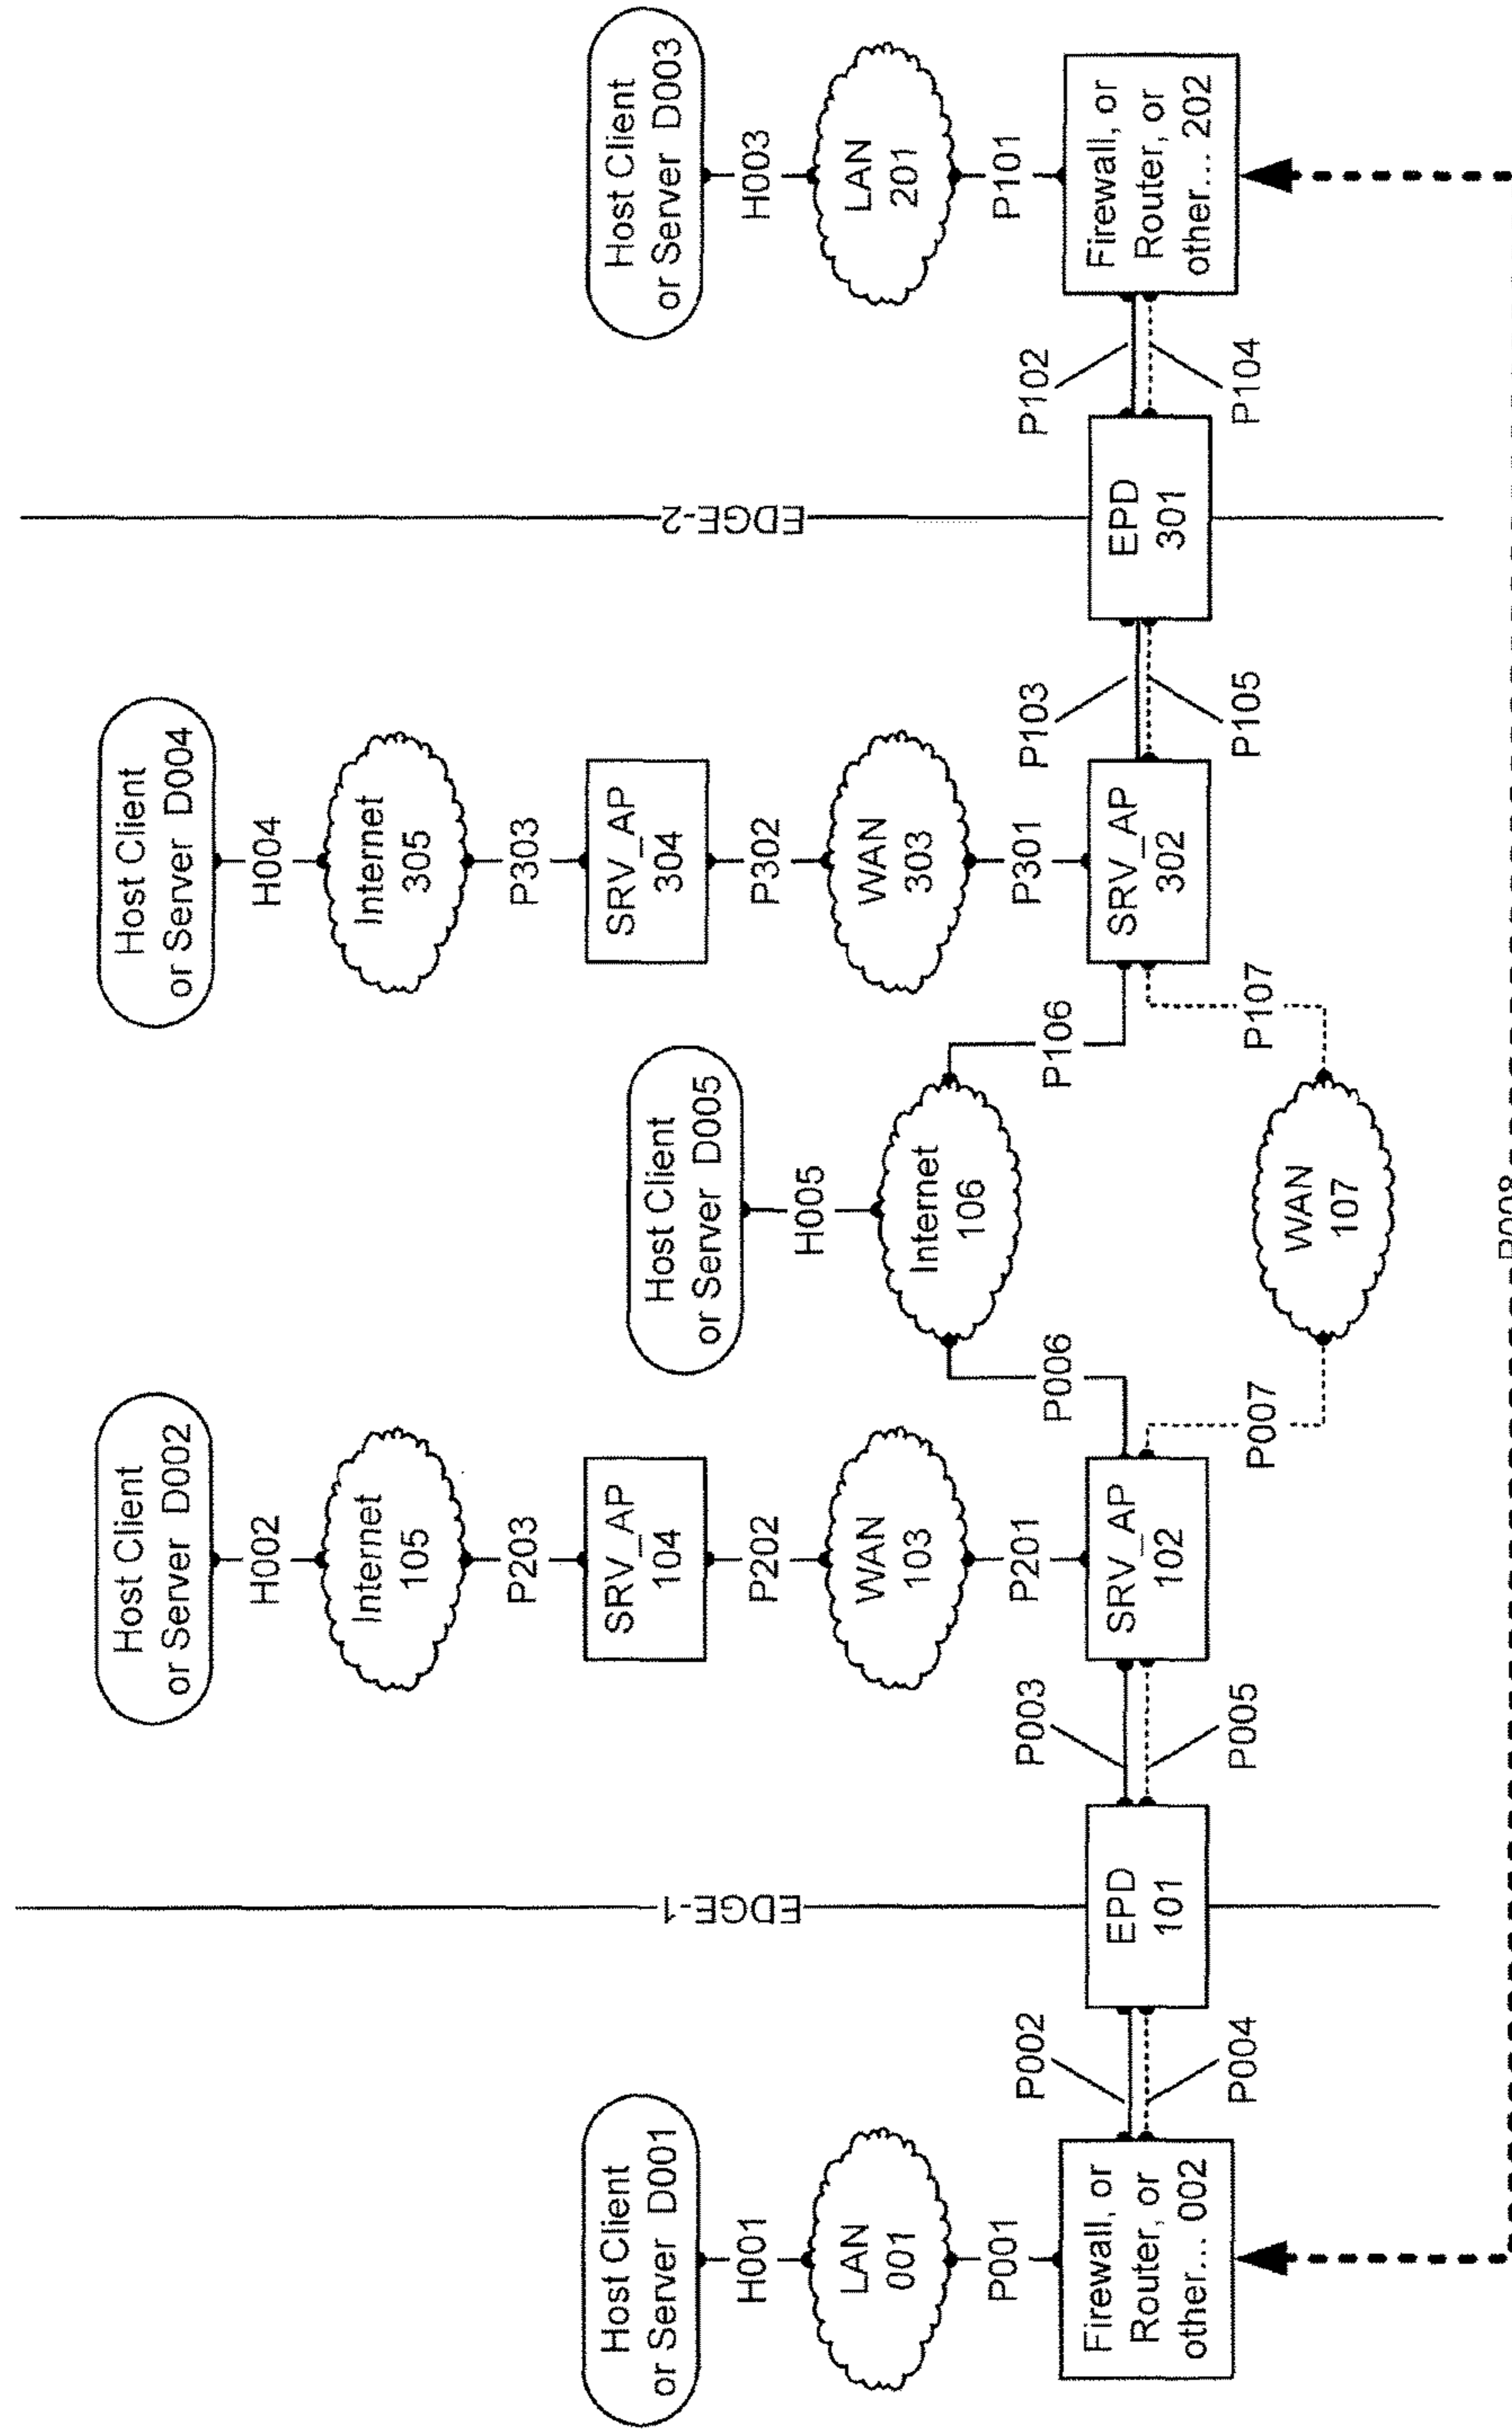 Host Client
or Server D002
Host Client
or Server D004
H002
H004
Internet
105
Internet
305
P203
P303
Host Client
or Server D001
SRV_AP
104
Host Client
or Server D005
SRV_AP
304
Host Client
or Server D003
H001
P202
H005
P302
H003
LAN
001
EDGE-1
WAN
103
Internet
106
WAN
303
EDGE-2
LAN
201
P001
P002
P003
P201
P006
P106
P301
P103
P102
P101
Firewall, or
Router, or
other... 002
EPD
101
SRV_AP
102
SRV_AP
302
EPD
301
Firewall, or
Router, or
other... 202
P004
P005
P007
P107
P105
P104
WAN
107
P008